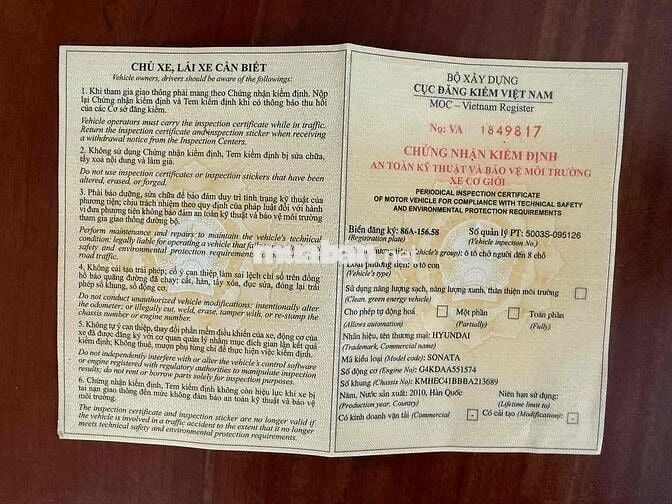 CHỦ XE, LÁI XE CẦN BIẾT
Vehicle owners, drivers should be aware of the followings:
1. Khi tham gia giao thông phải mang theo Chứng nhận kiểm định. Nộp
lại Chứng nhận kiểm định và Tem kiểm định khi có thông báo thu hồi
của các Cơ sở đăng kiểm.
Vehicle operators must carry the inspection certificate while in traffic.
Return the inspection certificate and inspection sticker when receiving
a withdrawal notice from the Inspection Centers.
2. Không sử dụng Chứng nhận kiểm định, Tem kiểm định bị sửa chữa,
tẩy xoá nội dung và làm giả.
Do not use inspection certificates or inspection stickers that have been
altered, erased, or forged.
3. Phải bảo dưỡng, sửa chữa để bảo đảm duy trì tình trạng kỹ thuật của
phương tiện; chịu trách nhiệm theo quy định của pháp luật đối với hành
vi đưa phương tiện không bảo đảm an toàn kỹ thuật và bảo vệ môi trường
tham gia giao thông đường bộ.
Perform maintenance and repairs to maintain the vehicle's technical
condition; legally liable for operating a vehicle that
safety and environmental protection requirements
road traffic.
4. Không cải tạo trái phép; cố ý can thiệp làm sai lệch chỉ số trên đồng
hồ báo quãng đường đã chạy; cắt, hàn, tẩy xóa, đục sửa, đóng lại trái
phép số khung, số động cơ.
Do not conduct unauthorized vehicle modifications; intentionally alter
the odometer; or illegally cut, weld, erase, tamper with, or re-stamp the
chassis number or engine number.
5. Không tự ý can thiệp, thay đổi phần mềm điều khiển của xe, động cơ của
xe đã được đăng ký với cơ quan quản lý nhằm mục đích gian lận kết quả
kiểm định; Không thuê, mượn phụ tùng chỉ để thực hiện việc kiểm định.
Do not independently interfere with or alter the vehicle's control software
or engine registered with regulatory authorities to manipulate inspection
results; do not rent or borrow parts solely for inspection purposes.
6. Chứng nhận kiểm định, Tem kiểm định không còn hiệu lực khi xe bị
tai nạn giao thông đến mức không đảm bảo an toàn kỹ thuật và bảo vệ
môi trường.
The inspection certificate and inspection sticker are no longer valid if
the vehicle is involved in a traffic accident to the extent that it no longer
meets technical safety and environmental protection requirements.
BỘ XÂY DỰNG
CỤC ĐĂNG KIỂM VIỆT NAM
MOC – Vietnam Register
No: VA 1849817
CHỨNG NHẬN KIỂM ĐỊNH
AN TOÀN KỸ THUẬT VÀ BẢO VỆ MÔI TRƯỜNG
XE CƠ GIỚI
PERIODICAL INSPECTION CERTIFICATE
OF MOTOR VEHICLE FOR COMPLIANCE WITH TECHNICAL SAFETY
AND ENVIRONMENTAL PROTECTION REQUIREMENTS
Biển đăng ký: 86A-156.58 Số quản lý PT: 5003S-095126
(Registration plate) (Vehicle inpection No.)
tiện (Vehicle's group): ô tô chở người đến 8 chỗ
Loại phương tiện: ô tô con
(Vehicle's type)
Sử dụng năng lượng sạch, năng lượng xanh, thân thiện môi trường
(Clean, green energy vehicle)
Cho phép tự động hoá Một phần Toàn phần
(Allows automation) (Partially) (Fully)
Nhãn hiệu, tên thương mại: HYUNDAI
(Trademark, Commercial name)
Mã kiểu loại (Model code): SONATA
Số động cơ (Engine No): G4KDAA551574
Số khung (Chassis No): KMHEC41BBBA213689
Năm, Nước sản xuất: 2010, Hàn Quốc Niên hạn sử dụng:
(Production year, Country) (Lifetime limit to)
Có kinh doanh vận tải (Commercial - Có cải tạo (Modification): -
muaban.net